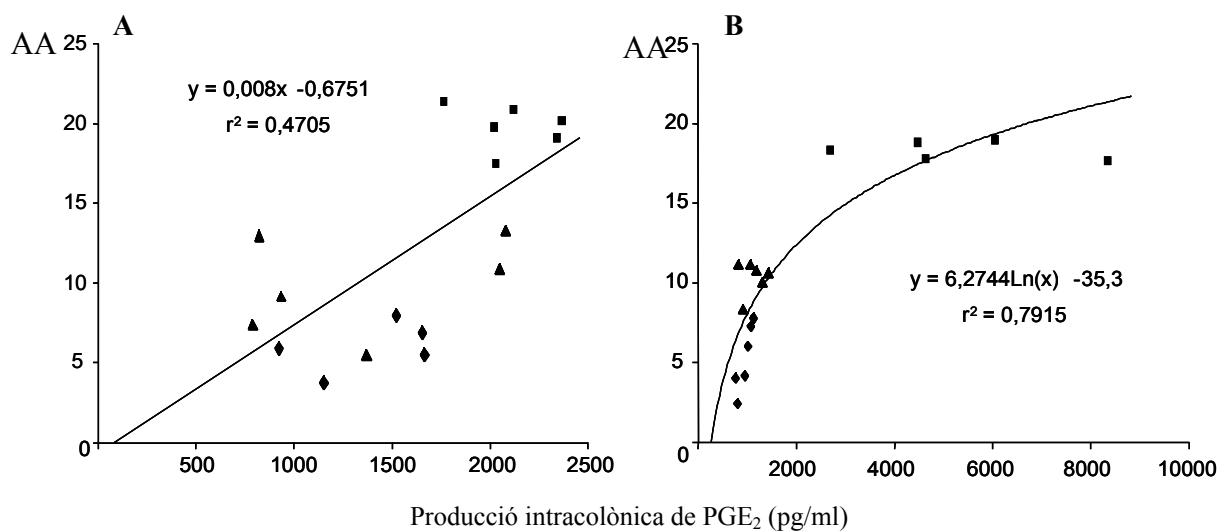 A
B
AA
AA
25
20
15
10
5
0
y = 0,008x -0,6751
r² = 0,4705
500
1000
1500
2000
2500
25
20
15
10
5
0
y = 6,2744Ln(x) -35,3
r² = 0,7915
2000
4000
6000
8000
10000
Producció intracolònica de PGE₂ (pg/ml)